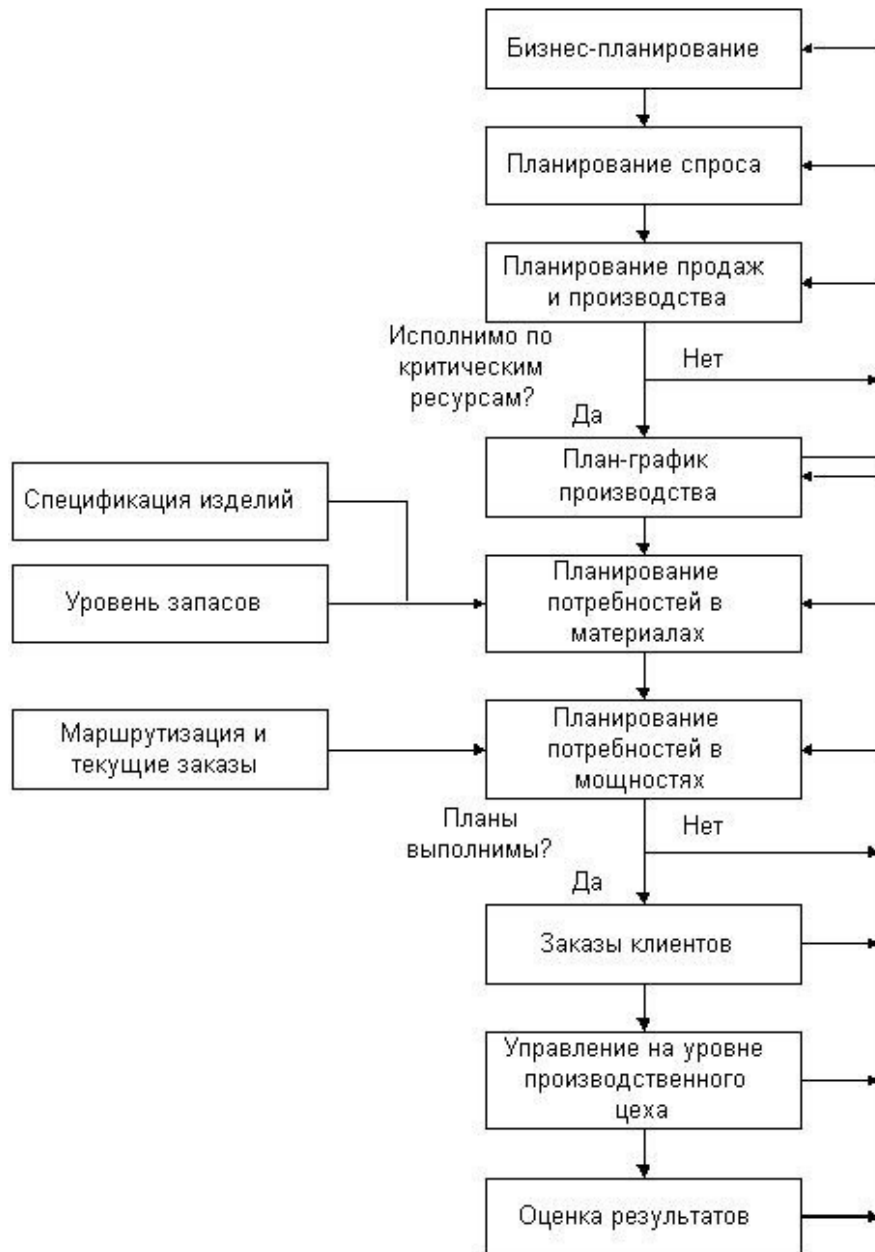 Бизнес-планирование
Планирование спроса
Планирование продаж
и производства
Исполнимо по
критическим
ресурсам?
Нет
Да
План-график
производства
Спецификация изделий
Уровень запасов
Планирование
потребностей в
материалах
Маршрутизация и
текущие заказы
Планирование
потребностей в
мощностях
Планы
выполнимы?
Нет
Да
Заказы клиентов
Управление на уровне
производственного
цеха
Оценка результатов